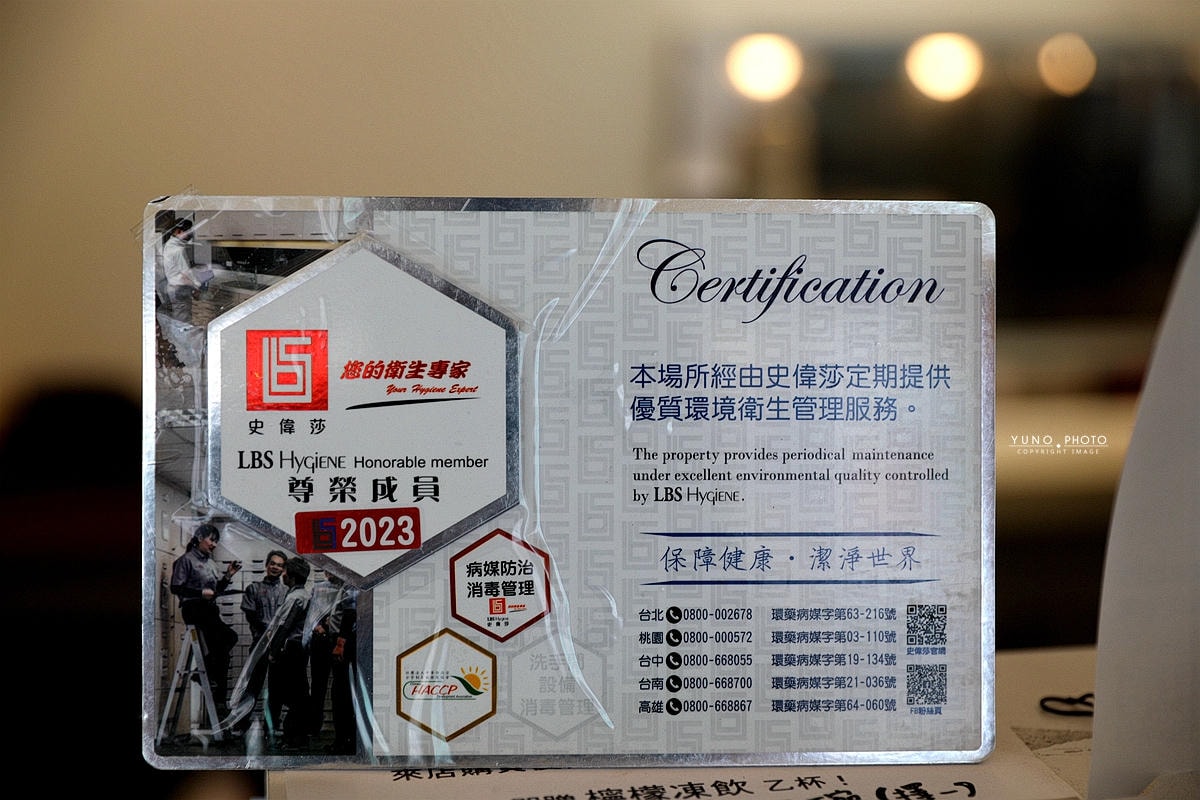 Certification
您的衛生專家
Your Hygiene Expert
史偉莎
LBS HYGIENE Honorable member
尊榮成員
2023
本場所經由史偉莎定期提供
優質環境衛生管理服務。
The property provides periodical maintenance
under excellent environmental quality controlled
by LBS HYGIENE.
保障健康・潔淨世界
病媒防治
消毒管理
LBS Hygiene
史偉莎
HACCP
設備
消毒管理
台北 0800-002678 環藥病媒字第63-216號
桃園 0800-000572 環藥病媒字第03-110號
台中 0800-668055 環藥病媒字第19-134號
台南 0800-668700 環藥病媒字第21-036號
高雄 0800-668867 環藥病媒字第64-060號
史偉莎官網
FB粉絲頁
YUNO PHOTO
COPYRIGHT IMAGE
檸檬凍飲 乙杯！
(擇一)